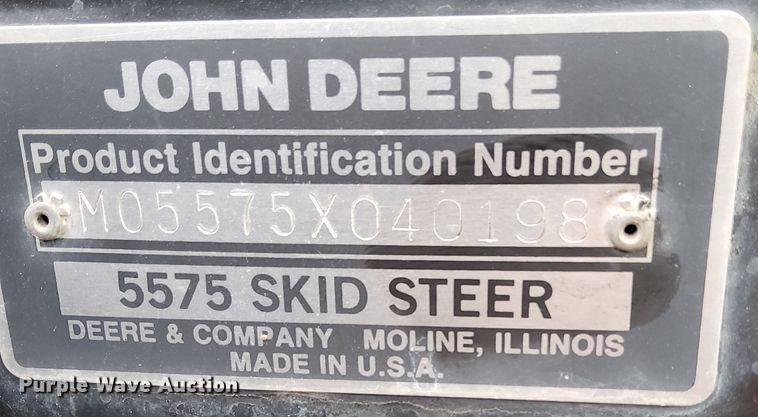 JOHN DEERE
Product Identification Number
M05575X040198
5575 SKID STEER
DEERE & COMPANY MOLINE, ILLINOIS
MADE IN U.S.A.
Purple Wave Auction